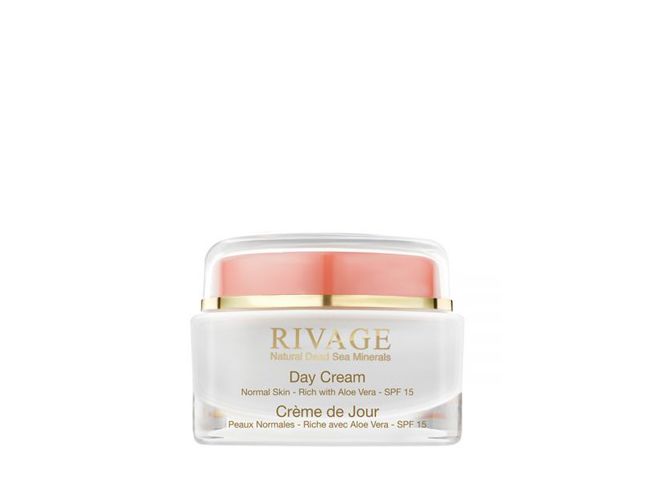 RIVAGE
Natural Dead Sea Minerals
Day Cream
Normal Skin - Rich with Aloe Vera - SPF 15
Crème de Jour
Peaux Normales - Riche avec Aloe Vera - SPF 15